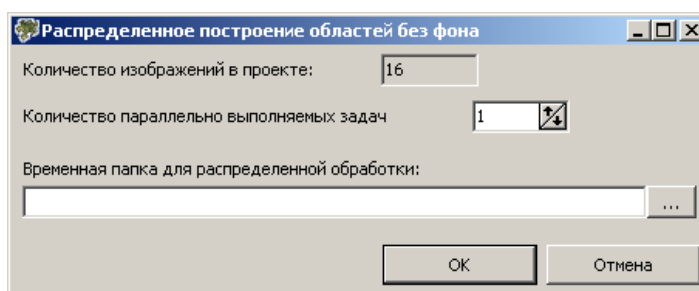 Распределенное построение областей без фона
Количество изображений в проекте: 16
Количество параллельно выполняемых задач 1
Временная папка для распределенной обработки:
...
OK Отмена